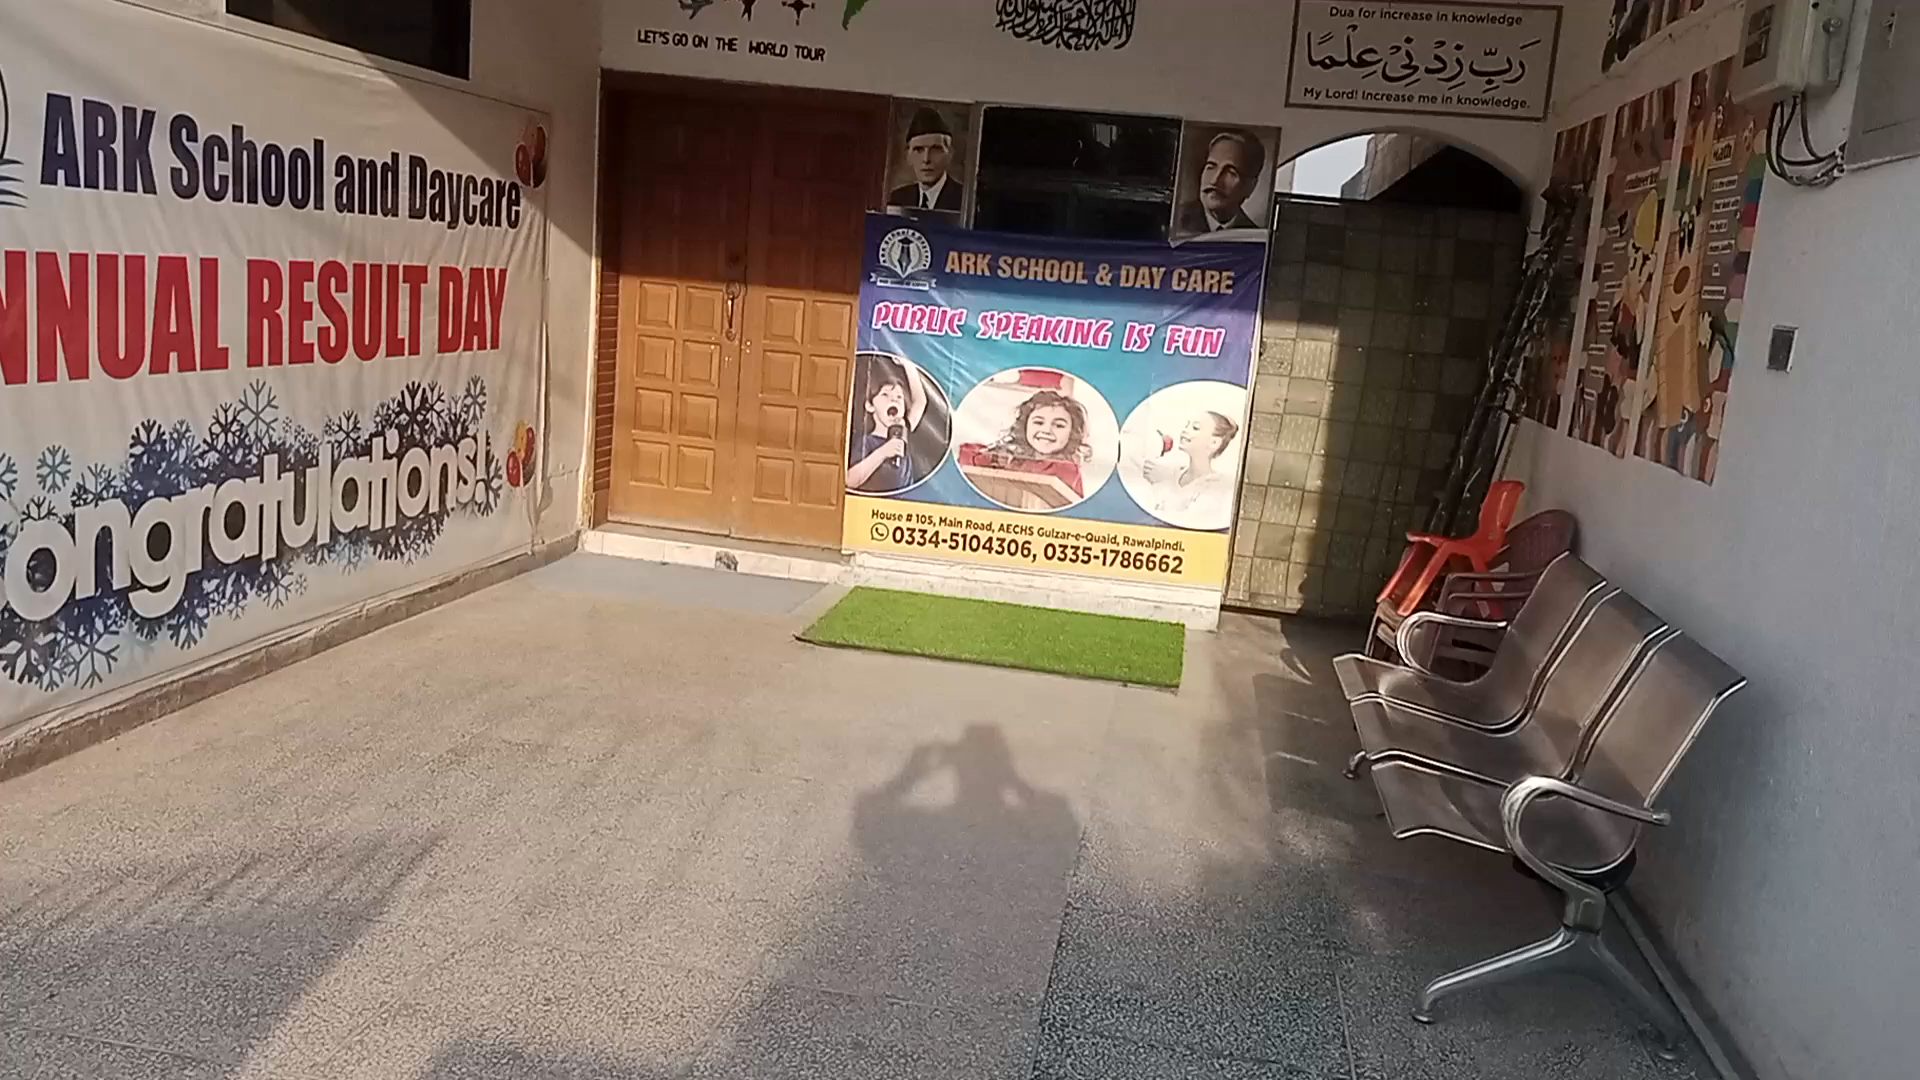 LET'S GO ON THE WORLD TOUR
Dua for increase in knowledge
رَبِّ زِدْنِيْ عِلْمًا
My Lord! Increase me in knowledge.
ARK School and Daycare
NNUAL RESULT DAY
ongratulations!
ARK SCHOOL & DAY CARE
PUBLIC SPEAKING IS FUN
House # 105, Main Road, AECHS Gulzar-e-Quaid, Rawalpindi.
0334-5104306, 0335-1786662
Math